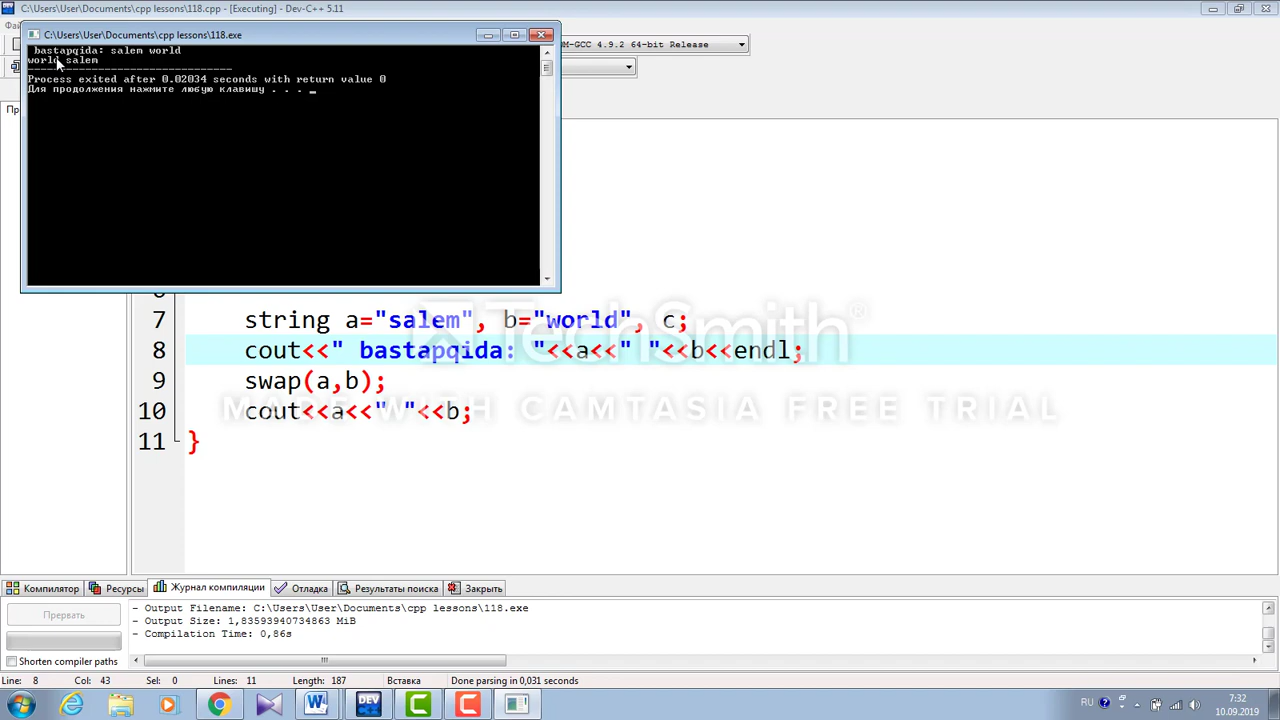 C:\Users\User\Documents\cpp lessons\118.cpp - [Executing] - Dev-C++ 5.11
C:\Users\User\Documents\cpp lessons\118.exe
bastapqida: salem world
world salem
--------------------------------
Process exited after 0.02034 seconds with return value 0
Для продолжения нажмите любую клавишу . . . _
M-GCC 4.9.2 64-bit Release
7 string a="salem", b="world", c;
8 cout<<" bastapqida: "<<a<<" "<<b<<endl;
9 swap(a,b);
10 cout<<a<<" "<<b;
11 }
TechSmith®
MADE WITH CAMTASIA FREE TRIAL
Компилятор Ресурсы Журнал компиляции Отладка Результаты поиска Закрыть
Прервать
Shorten compiler paths
- Output Filename: C:\Users\User\Documents\cpp lessons\118.exe
- Output Size: 1,83593940734863 MiB
- Compilation Time: 0,86s
Line: 8 Col: 43 Sel: 0 Lines: 11 Length: 187 Вставка Done parsing in 0,031 seconds
RU 7:32
10.09.2019